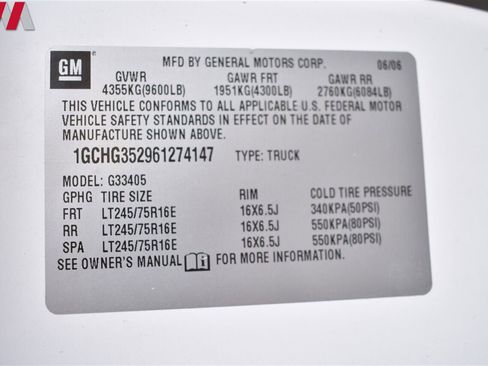 GM
MFD BY GENERAL MOTORS CORP. 06/06
GVWR GAWR FRT GAWR RR
4355KG(9600LB) 1951KG(4300LB) 2760KG(6084LB)
THIS VEHICLE CONFORMS TO ALL APPLICABLE U.S. FEDERAL MOTOR
VEHICLE SAFETY STANDARDS IN EFFECT ON THE DATE OF
MANUFACTURE SHOWN ABOVE.
1GCHG352961274147 TYPE: TRUCK
MODEL: G33405
GPHG TIRE SIZE RIM COLD TIRE PRESSURE
FRT LT245/75R16E 16X6.5J 340KPA(50PSI)
RR LT245/75R16E 16X6.5J 550KPA(80PSI)
SPA LT245/75R16E 16X6.5J 550KPA(80PSI)
SEE OWNER'S MANUAL FOR MORE INFORMATION.